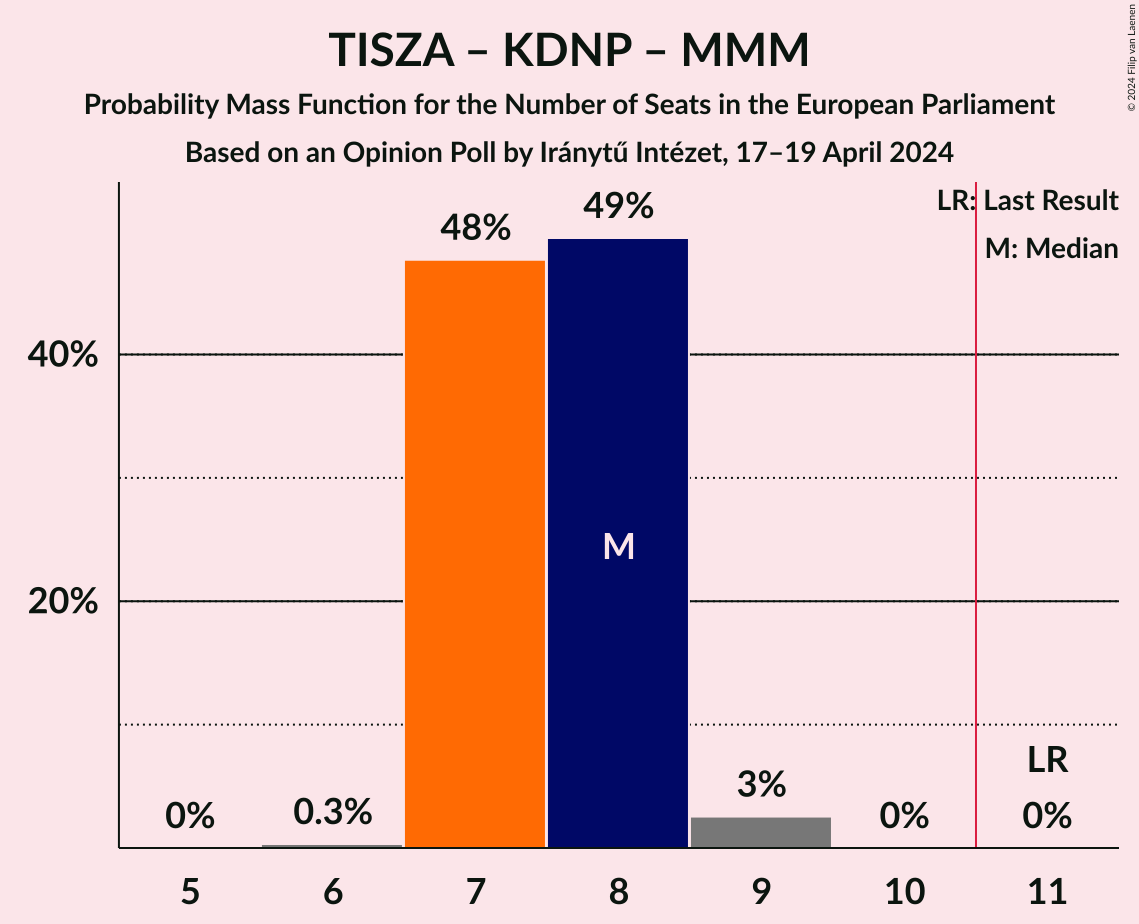 TISZA – KDNP – MMM
Probability Mass Function for the Number of Seats in the European Parliament
Based on an Opinion Poll by Iránytű Intézet, 17–19 April 2024
© 2024 Filip van Laenen
LR: Last Result
M: Median
40%
20%
0%
0.3%
48%
49%
M
3%
0%
LR
0%
5
6
7
8
9
10
11